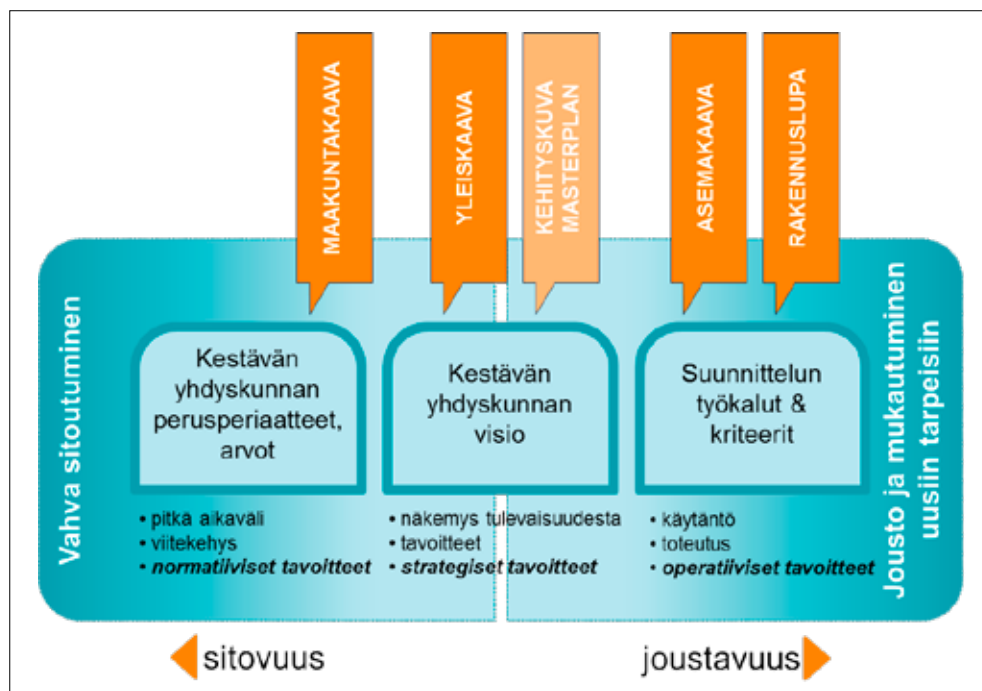 MAAKUNTAKAAVA
YLEISKAAVA
KEHITYSKUVA
MASTERPLAN
ASEMAKAAVA
RAKENNUSLUPA
Vahva sitoutuminen
Kestävän
yhdyskunnan
perusperiaatteet,
arvot
• pitkä aikaväli
• viitekehys
• normatiiviset tavoitteet
Kestävän
yhdyskunnan
visio
• näkemys tulevaisuudesta
• tavoitteet
• strategiset tavoitteet
Suunnittelun
työkalut &
kriteerit
• käytäntö
• toteutus
• operatiiviset tavoitteet
Jousto ja mukautuminen
uusiin tarpeisiin
sitovuus
joustavuus